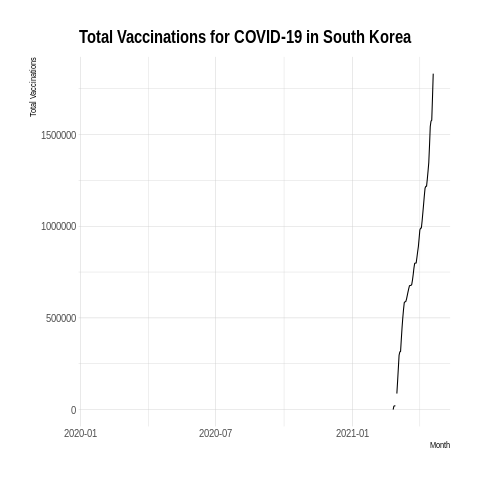 Total Vaccinations for COVID-19 in South Korea
Total Vaccinations
1500000
1000000
500000
0
2020-01
2020-07
2021-01
Month